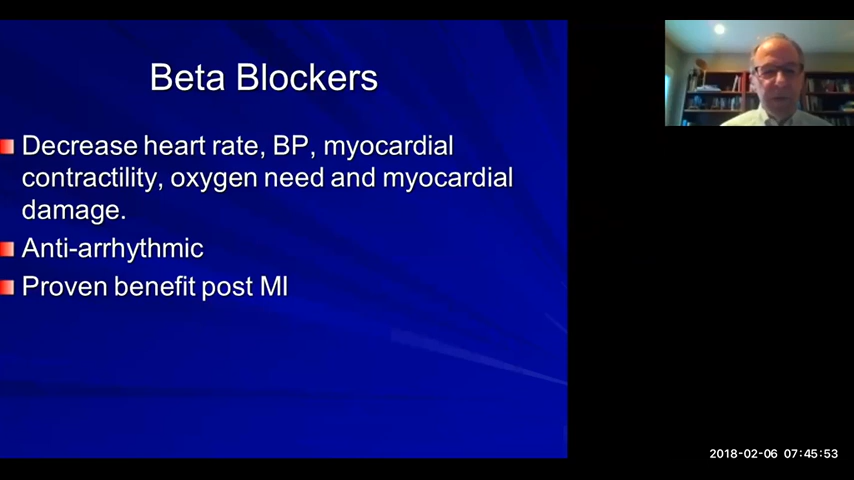 Beta Blockers
Decrease heart rate, BP, myocardial
contractility, oxygen need and myocardial
damage.
Anti-arrhythmic
Proven benefit post MI
2018-02-06 07:45:53